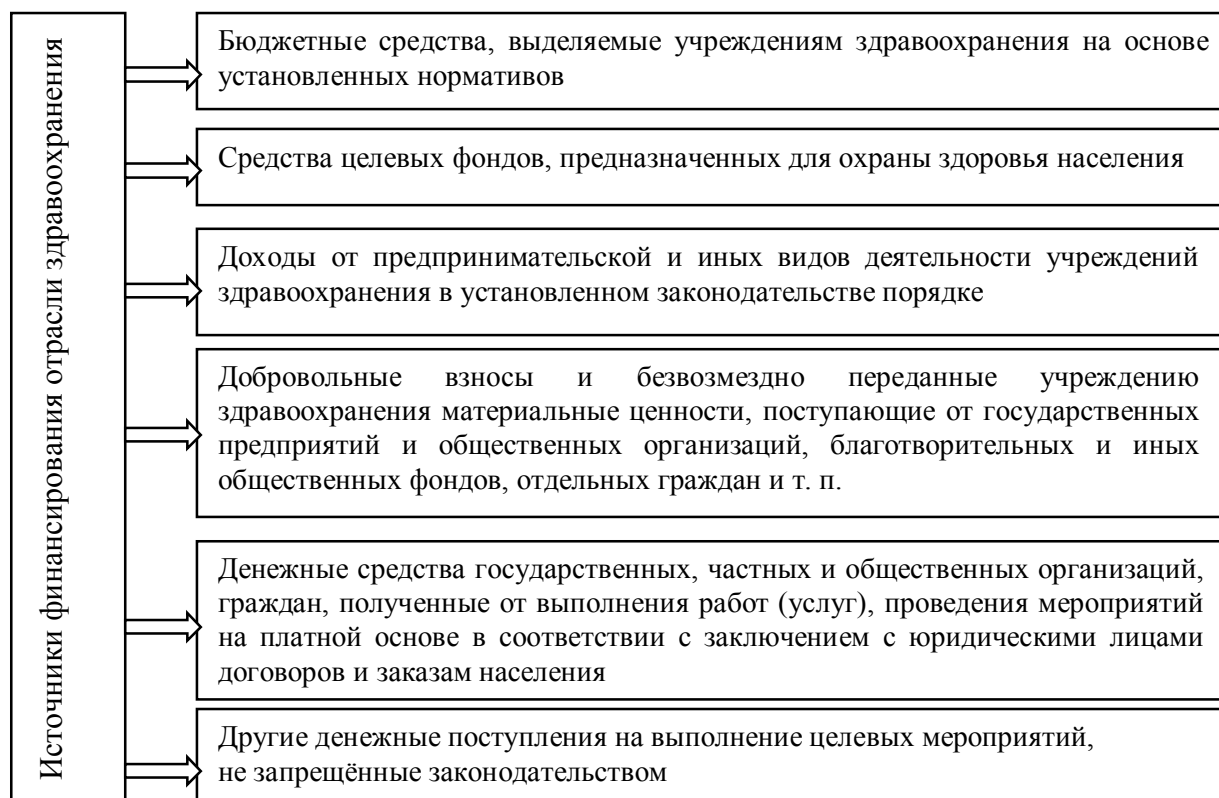 Источники финансирования отрасли здравоохранения
Бюджетные средства, выделяемые учреждениям здравоохранения на основе
установленных нормативов
Средства целевых фондов, предназначенных для охраны здоровья населения
Доходы от предпринимательской и иных видов деятельности учреждений
здравоохранения в установленном законодательстве порядке
Добровольные взносы и безвозмездно переданные учреждению
здравоохранения материальные ценности, поступающие от государственных
предприятий и общественных организаций, благотворительных и иных
общественных фондов, отдельных граждан и т. п.
Денежные средства государственных, частных и общественных организаций,
граждан, полученные от выполнения работ (услуг), проведения мероприятий
на платной основе в соответствии с заключением с юридическими лицами
договоров и заказам населения
Другие денежные поступления на выполнение целевых мероприятий,
не запрещённые законодательством